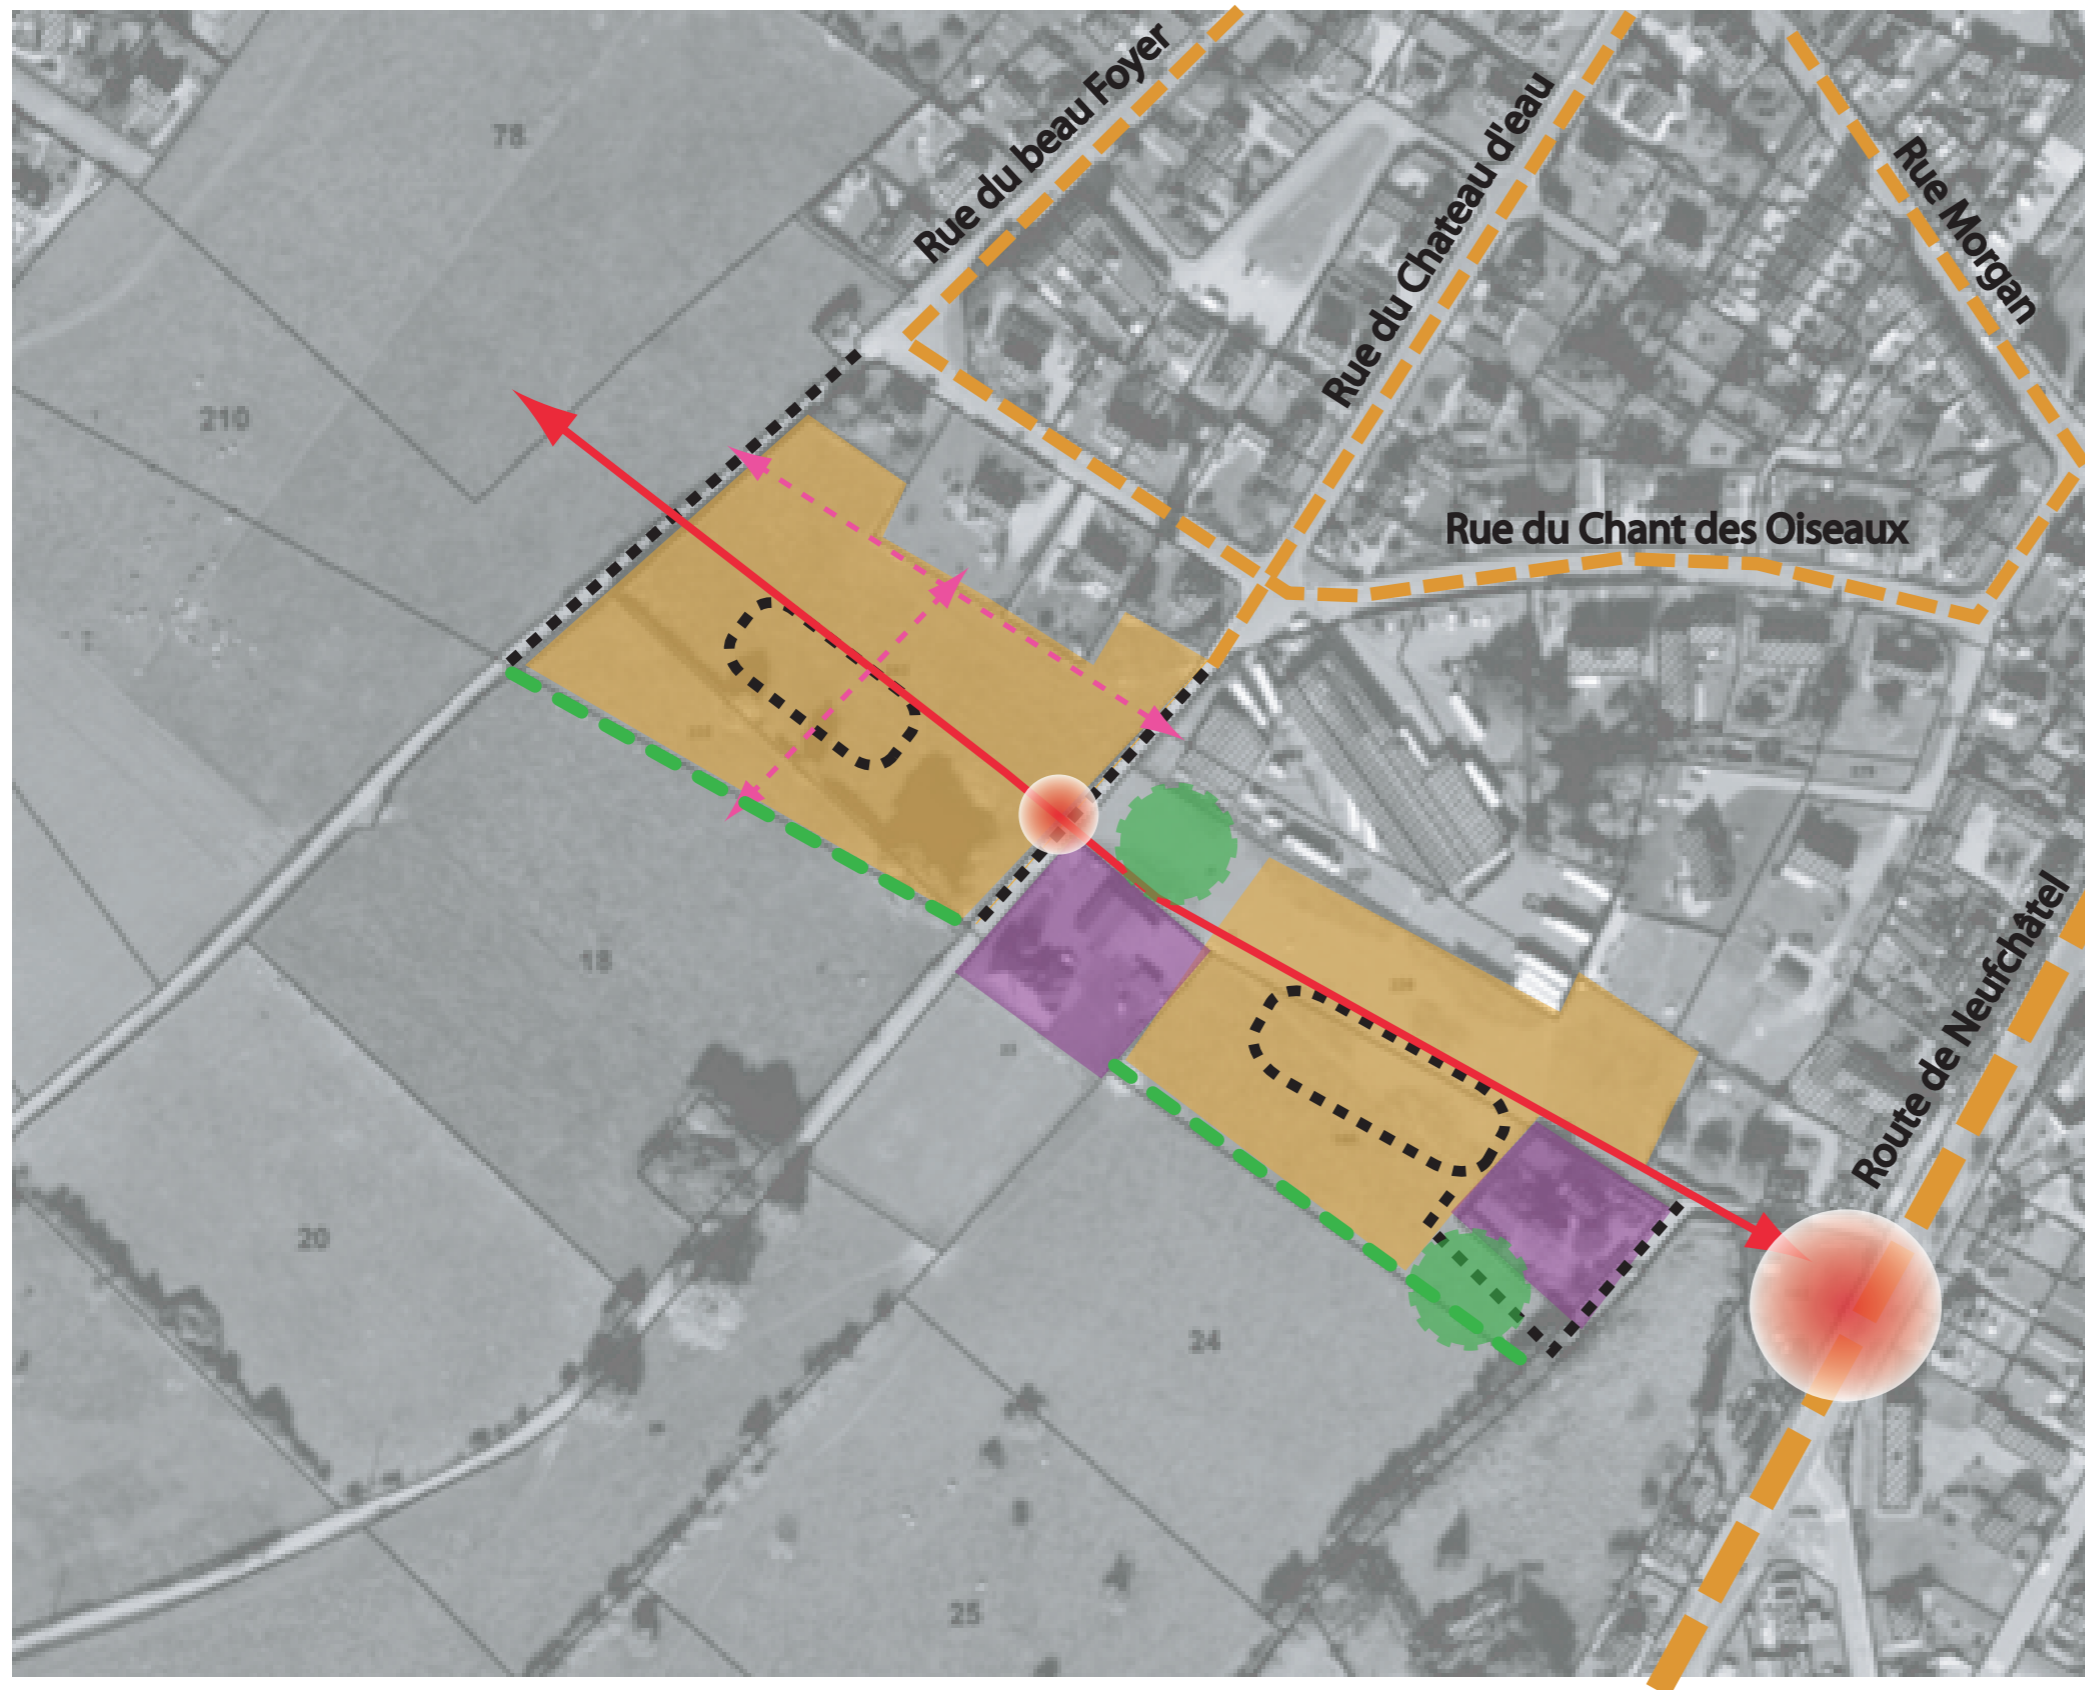 Rue du beau Foyer
Rue du Chateau d'eau
Rue Morgan
78
210
Rue du Chant des Oiseaux
18
Route de Neufchâtel
20
24
25